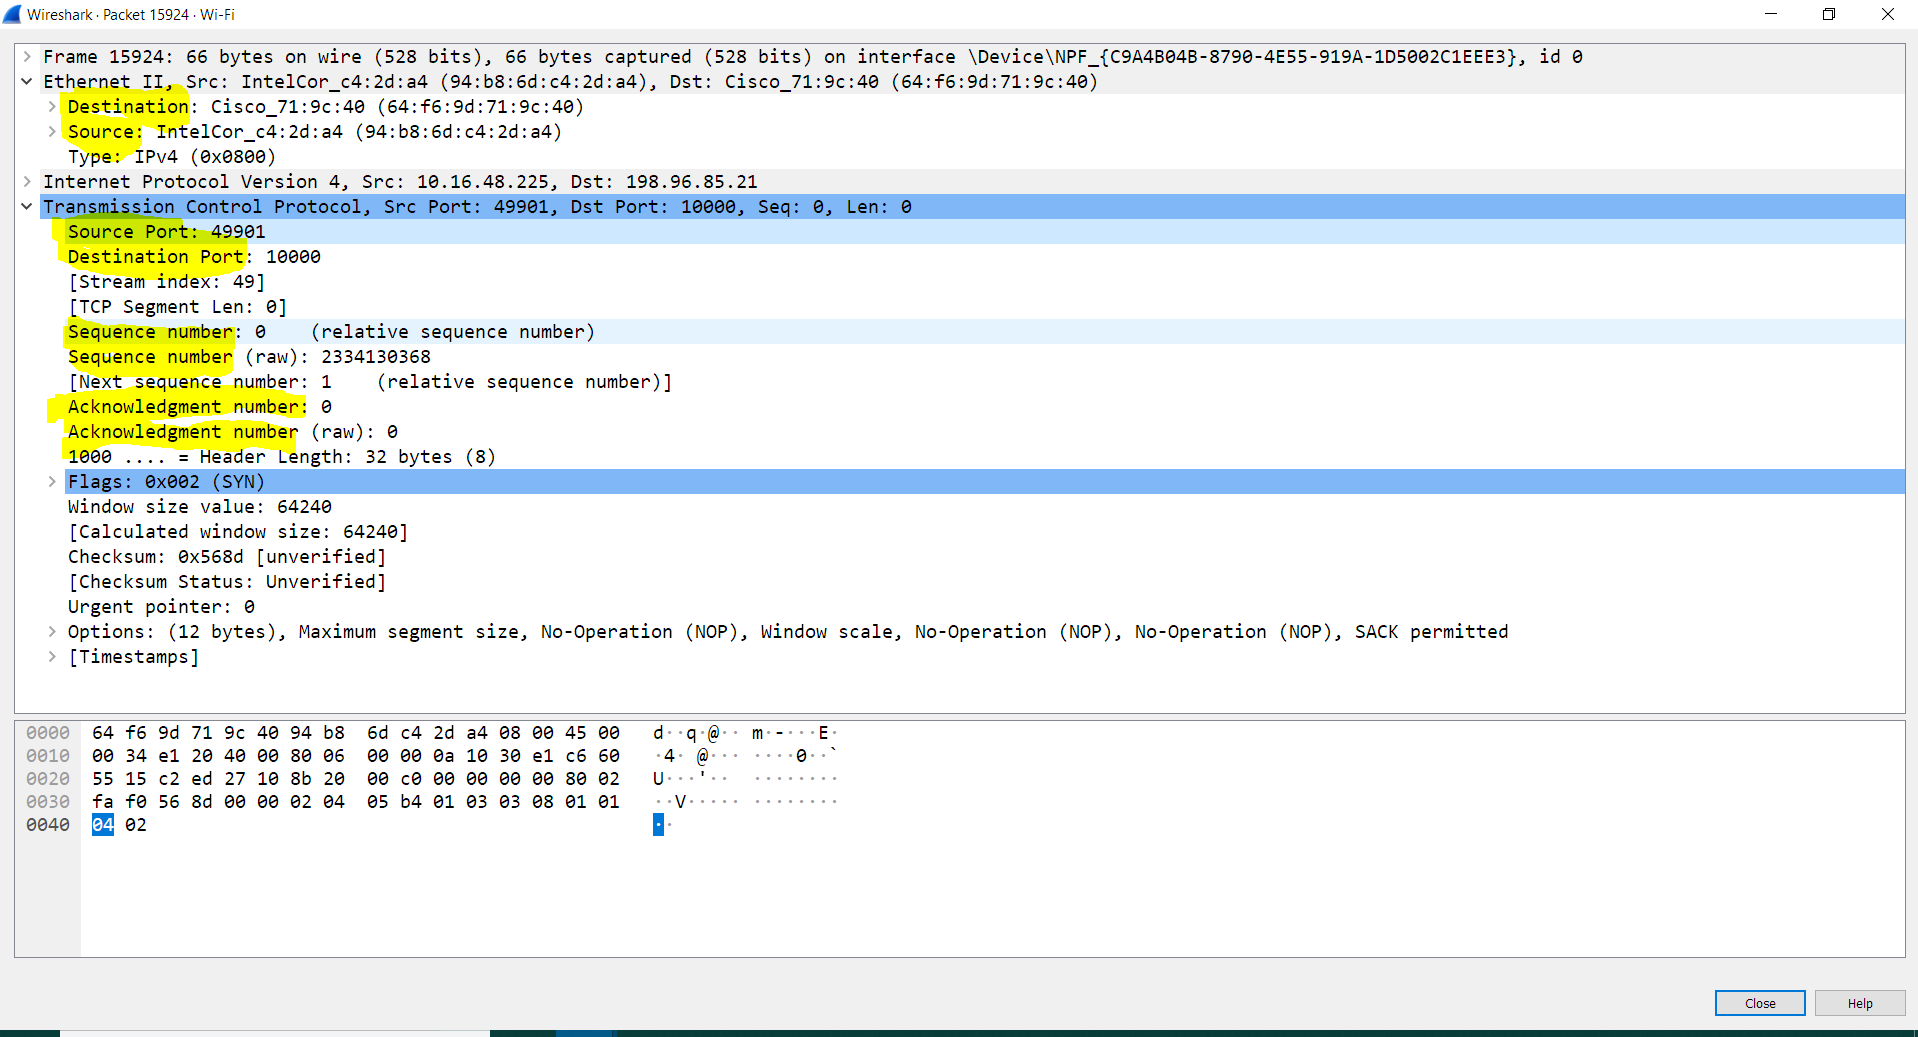 Wireshark · Packet 15924 · Wi-Fi
Frame 15924: 66 bytes on wire (528 bits), 66 bytes captured (528 bits) on interface \Device\NPF_{C9A4B04B-8790-4E55-919A-1D5002C1EEE3}, id 0
Ethernet II, Src: IntelCor_c4:2d:a4 (94:b8:6d:c4:2d:a4), Dst: Cisco_71:9c:40 (64:f6:9d:71:9c:40)
Destination: Cisco_71:9c:40 (64:f6:9d:71:9c:40)
Source: IntelCor_c4:2d:a4 (94:b8:6d:c4:2d:a4)
Type: IPv4 (0x0800)
Internet Protocol Version 4, Src: 10.16.48.225, Dst: 198.96.85.21
Transmission Control Protocol, Src Port: 49901, Dst Port: 10000, Seq: 0, Len: 0
Source Port: 49901
Destination Port: 10000
[Stream index: 49]
[TCP Segment Len: 0]
Sequence number: 0    (relative sequence number)
Sequence number (raw): 2334130368
[Next sequence number: 1    (relative sequence number)]
Acknowledgment number: 0
Acknowledgment number (raw): 0
1000 .... = Header Length: 32 bytes (8)
Flags: 0x002 (SYN)
Window size value: 64240
[Calculated window size: 64240]
Checksum: 0x568d [unverified]
[Checksum Status: Unverified]
Urgent pointer: 0
Options: (12 bytes), Maximum segment size, No-Operation (NOP), Window scale, No-Operation (NOP), No-Operation (NOP), SACK permitted
[Timestamps]
0000 64 f6 9d 71 9c 40 94 b8 6d c4 2d a4 08 00 45 00 d··q·@·· m·-···E·
0010 00 34 e1 20 40 00 80 06 00 00 0a 10 30 e1 c6 60 ·4· @··· ····0··`
0020 55 15 c2 ed 27 10 8b 20 00 c0 00 00 00 00 80 02 U···'·· ········
0030 fa f0 56 8d 00 00 02 04 05 b4 01 03 03 08 01 01 ··V····· ········
0040 04 02 ··
Close
Help